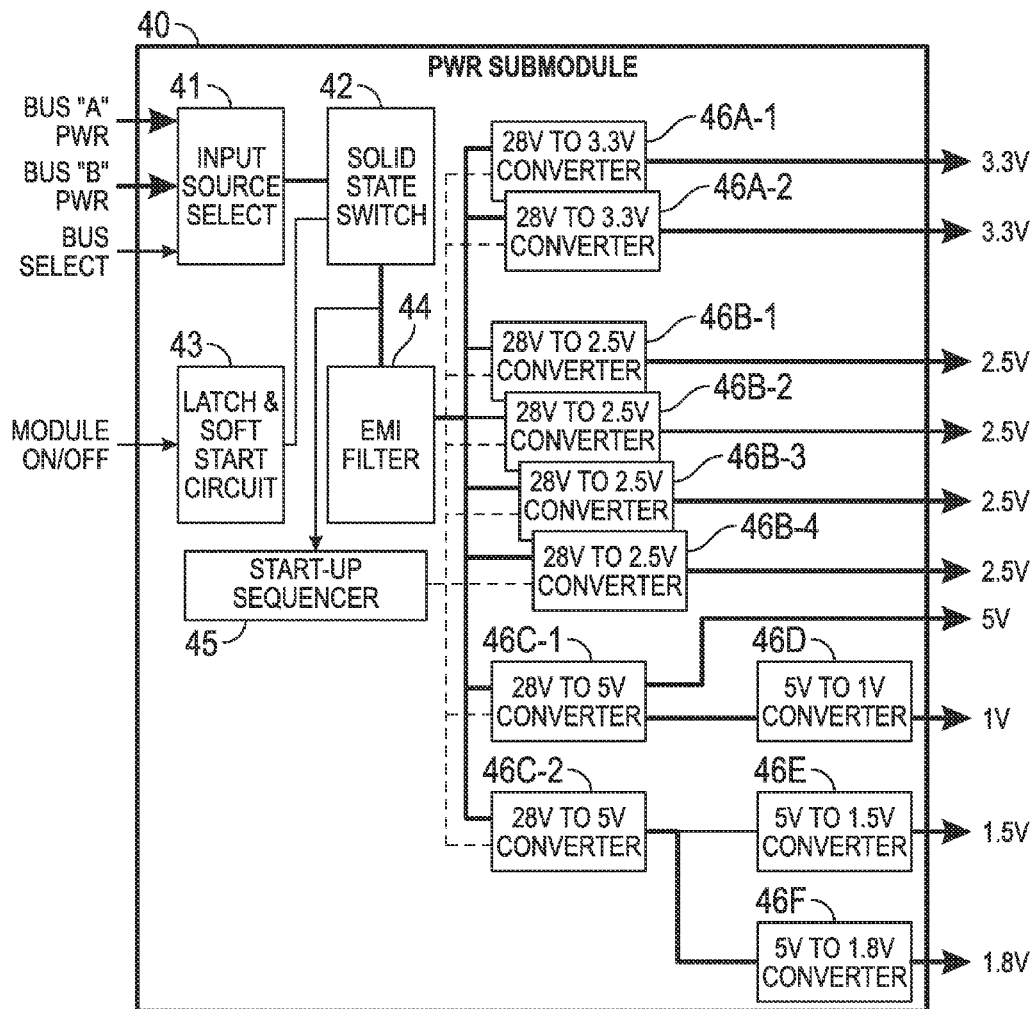 40
PWR SUBMODULE
BUS "A"
PWR
BUS "B"
PWR
BUS
SELECT
41
INPUT
SOURCE
SELECT
42
SOLID
STATE
SWITCH
MODULE
ON/OFF
43
LATCH &
SOFT
START
CIRCUIT
44
EMI
FILTER
START-UP
SEQUENCER
45
46A-1
28V TO 3.3V
CONVERTER
3.3V
46A-2
28V TO 3.3V
CONVERTER
3.3V
46B-1
28V TO 2.5V
CONVERTER
2.5V
46B-2
28V TO 2.5V
CONVERTER
2.5V
46B-3
28V TO 2.5V
CONVERTER
2.5V
46B-4
28V TO 2.5V
CONVERTER
2.5V
46C-1
28V TO 5V
CONVERTER
5V
46D
5V TO 1V
CONVERTER
1V
46C-2
28V TO 5V
CONVERTER
46E
5V TO 1.5V
CONVERTER
1.5V
46F
5V TO 1.8V
CONVERTER
1.8V